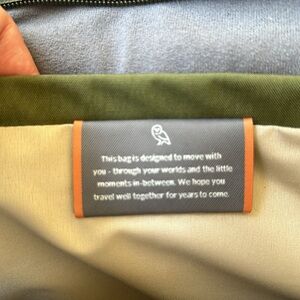 This bag is designed to move with
you - through your worlds and the little
moments in-between. We hope you
travel well together for years to come.